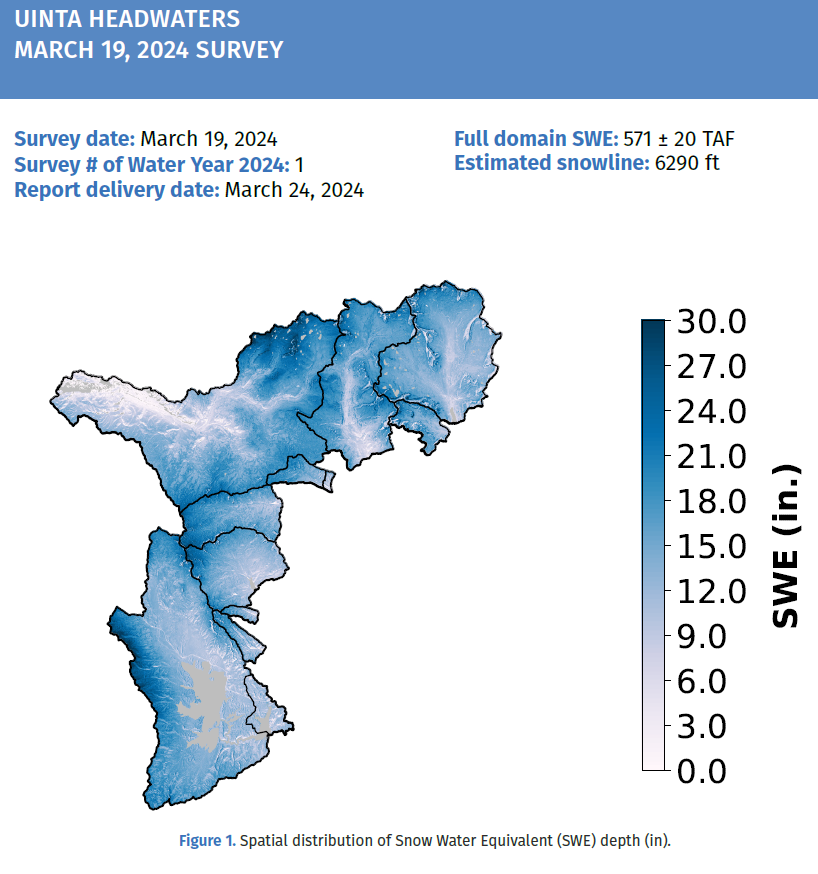 UINTA HEADWATERS
MARCH 19, 2024 SURVEY
Survey date: March 19, 2024
Survey # of Water Year 2024: 1
Report delivery date: March 24, 2024
Full domain SWE: 571 ± 20 TAF
Estimated snowline: 6290 ft
30.0
27.0
24.0
21.0
18.0
15.0
12.0
9.0
6.0
3.0
0.0
SWE (in.)
Figure 1. Spatial distribution of Snow Water Equivalent (SWE) depth (in).